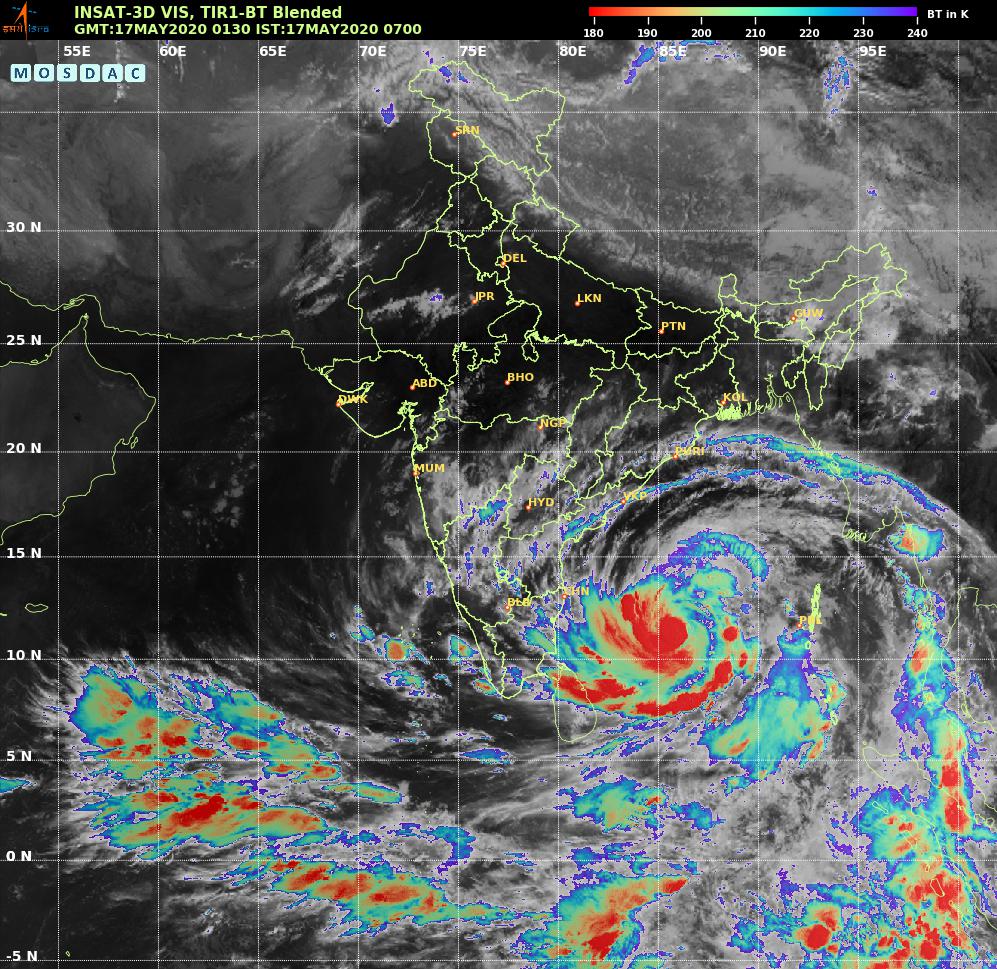 INSAT-3D VIS, TIR1-BT Blended
GMT:17MAY2020 0130 IST:17MAY2020 0700
BT in K
180 190 200 210 220 230 240
55E 60E 65E 70E 75E 80E 85E 90E 95E
MOSDAC
SRN
30 N
DEL
JPR
LKN
GUW
PTN
25 N
BHO
ABD
DWK
KOL
NGP
20 N
PURI
MUM
VKP
HYD
15 N
CHN
BLR
PBL
10 N
5 N
0 N
-5 N